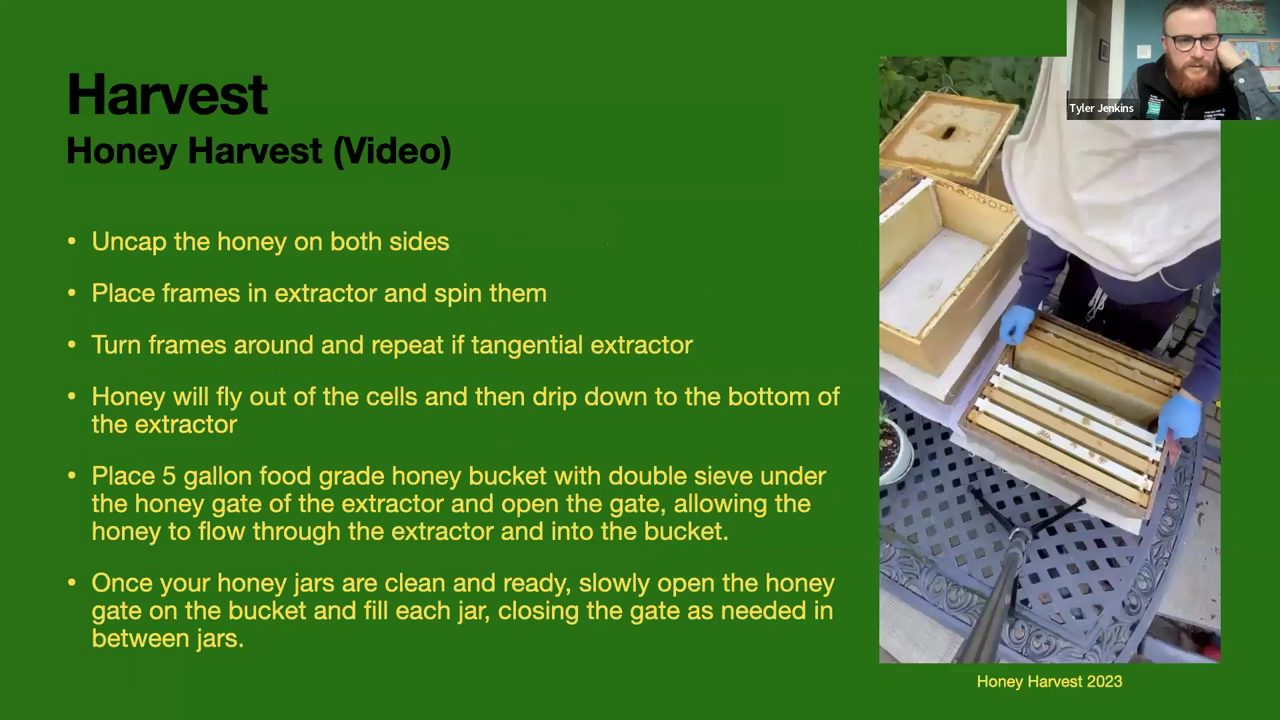 Harvest
Honey Harvest (Video)
• Uncap the honey on both sides
• Place frames in extractor and spin them
• Turn frames around and repeat if tangential extractor
• Honey will fly out of the cells and then drip down to the bottom of
the extractor
• Place 5 gallon food grade honey bucket with double sieve under
the honey gate of the extractor and open the gate, allowing the
honey to flow through the extractor and into the bucket.
• Once your honey jars are clean and ready, slowly open the honey
gate on the bucket and fill each jar, closing the gate as needed in
between jars.
Tyler Jenkins
Honey Harvest 2023